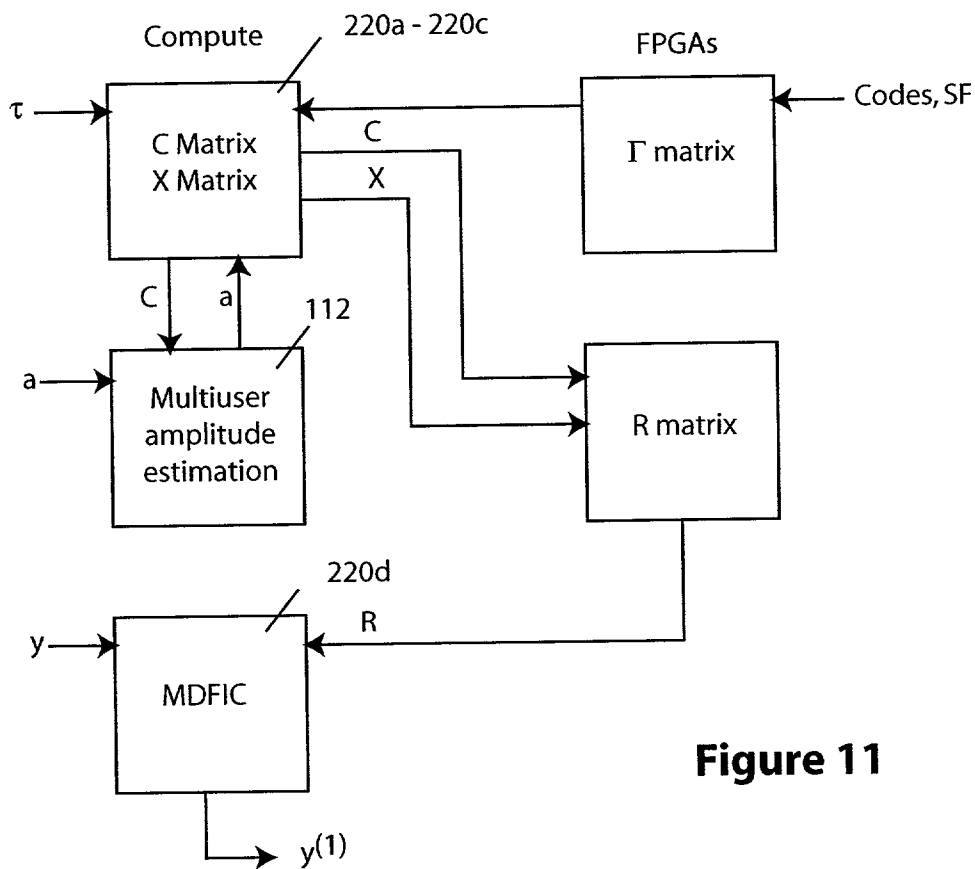 Compute
220a - 220c
FPGAs
τ
C Matrix
X Matrix
C
X
Γ matrix
Codes, SF
C
a
112
a
Multiuser
amplitude
estimation
R matrix
220d
R
y
MDFIC
Figure 11
y(1)